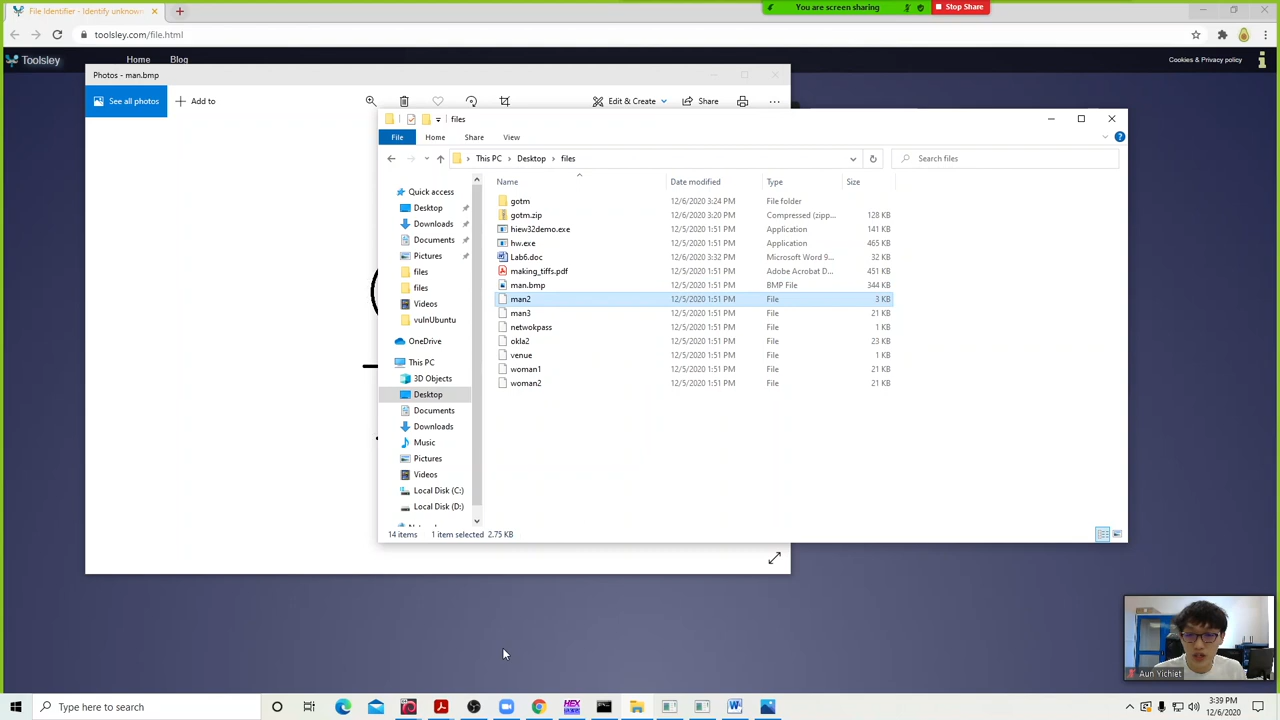 File Identifier - Identify unknown
You are screen sharing
Stop Share
toolsley.com/file.html
Toolsley
Home
Blog
Cookies & Privacy policy
Photos - man.bmp
See all photos
Add to
Edit & Create
Share
files
File
Home
Share
View
This PC
Desktop
files
Search files
Name
Date modified
Type
Size
Quick access
Desktop
Downloads
Documents
Pictures
files
files
Videos
vulnUbuntu
OneDrive
This PC
3D Objects
Desktop
Documents
Downloads
Music
Pictures
Videos
Local Disk (C:)
Local Disk (D:)
gotm 12/6/2020 3:24 PM File folder
gotm.zip 12/6/2020 3:20 PM Compressed (zipp... 128 KB
hiew32demo.exe 12/5/2020 1:51 PM Application 141 KB
hw.exe 12/5/2020 1:51 PM Application 465 KB
Lab6.doc 12/6/2020 3:32 PM Microsoft Word 9... 32 KB
making_tiffs.pdf 12/5/2020 1:51 PM Adobe Acrobat D... 451 KB
man.bmp 12/5/2020 1:51 PM BMP File 344 KB
man2 12/5/2020 1:51 PM File 3 KB
man3 12/5/2020 1:51 PM File 21 KB
netwokpass 12/5/2020 1:51 PM File 1 KB
okla2 12/5/2020 1:51 PM File 23 KB
venue 12/5/2020 1:51 PM File 1 KB
woman1 12/5/2020 1:51 PM File 21 KB
woman2 12/5/2020 1:51 PM File 21 KB
14 items
1 item selected 2.75 KB
Aun Yichiet
Type here to search
HEX
3:39 PM
12/6/2020